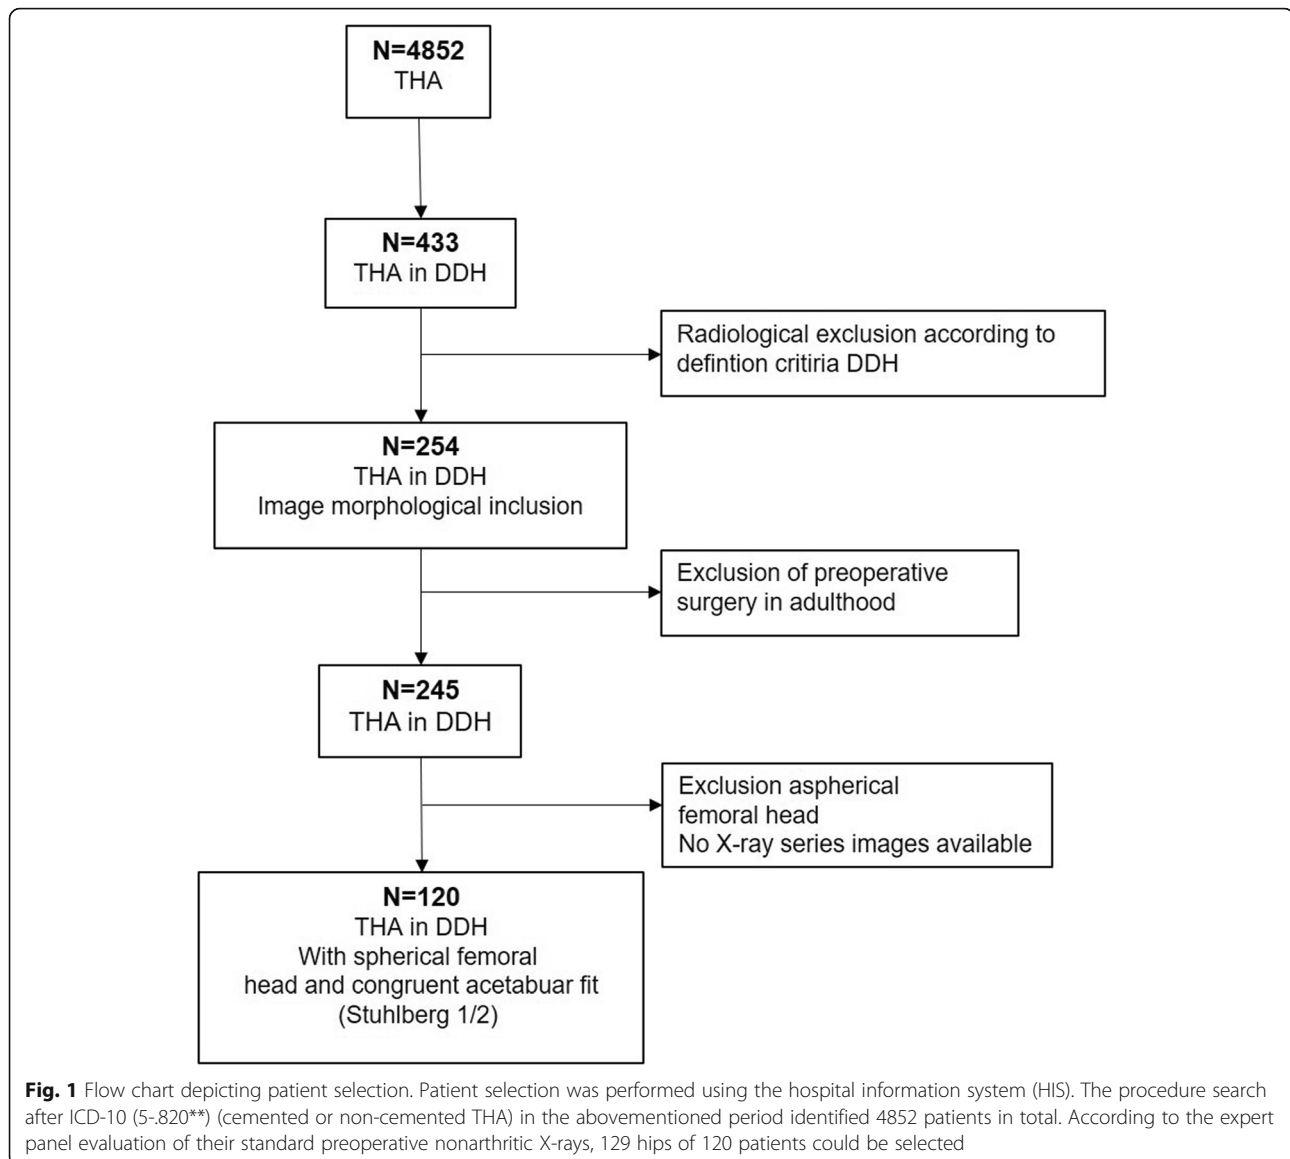 N=4852
THA
N=433
THA in DDH
Radiological exclusion according to
defintion critiria DDH
N=254
THA in DDH
Image morphological inclusion
Exclusion of preoperative
surgery in adulthood
N=245
THA in DDH
Exclusion aspherical
femoral head
No X-ray series images available
N=120
THA in DDH
With spherical femoral
head and congruent acetabuar fit
(Stuhlberg 1/2)
Fig. 1 Flow chart depicting patient selection. Patient selection was performed using the hospital information system (HIS). The procedure search
after ICD-10 (5-.820**) (cemented or non-cemented THA) in the abovementioned period identified 4852 patients in total. According to the expert
panel evaluation of their standard preoperative nonarthritic X-rays, 129 hips of 120 patients could be selected